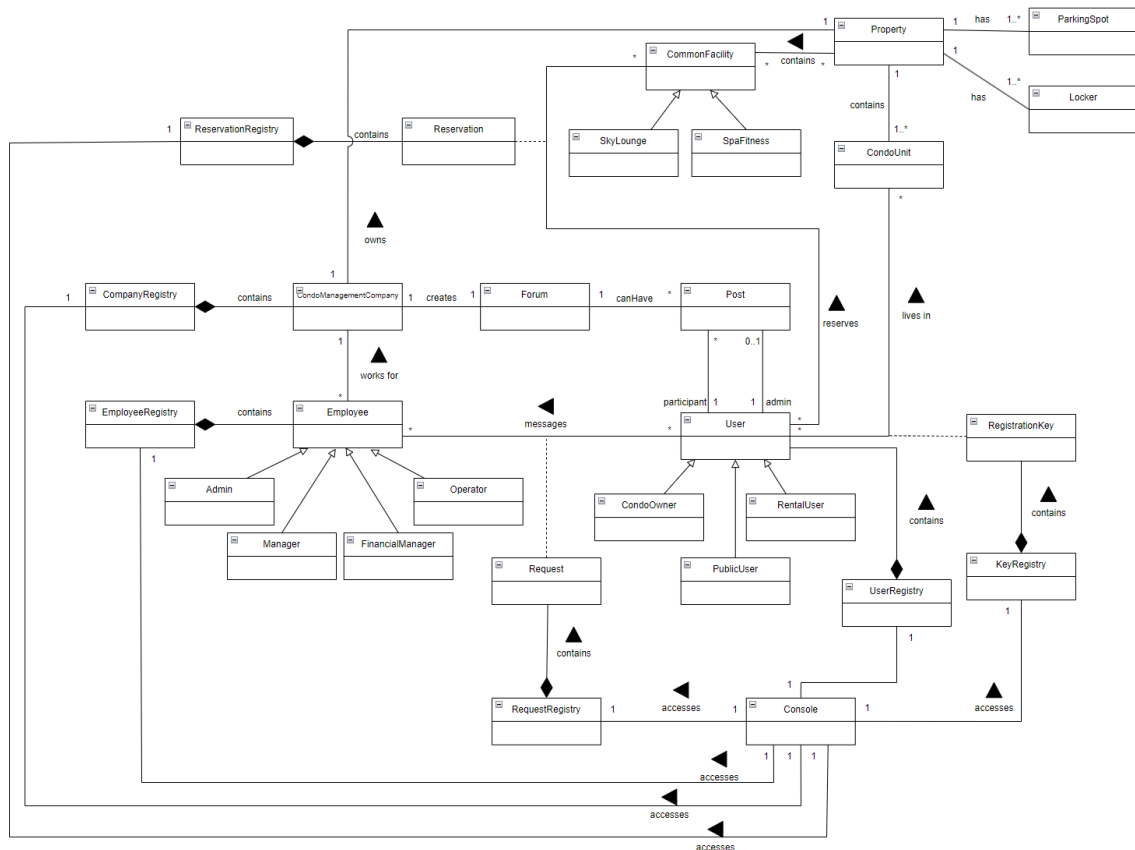 1
Property
1
has
1..*
ParkingSpot
*
CommonFacility
*
contains
*
1
1
contains
has
1..*
Locker
1
ReservationRegistry
contains
Reservation
SkyLounge
SpaFitness
1..*
CondoUnit
*
owns
1
1
CompanyRegistry
contains
CondoManagementCompany
1
creates
1
Forum
1
canHave
*
Post
reserves
lives in
1
works for
*
0..1
EmployeeRegistry
contains
*
Employee
*
messages
participant
1
1
admin
*
User
*
*
RegistrationKey
1
Admin
Operator
CondoOwner
RentalUser
contains
contains
Manager
FinancialManager
Request
PublicUser
UserRegistry
KeyRegistry
1
1
contains
RequestRegistry
1
accesses
1
1
Console
1
accesses
1
1
1
accesses
accesses
accesses